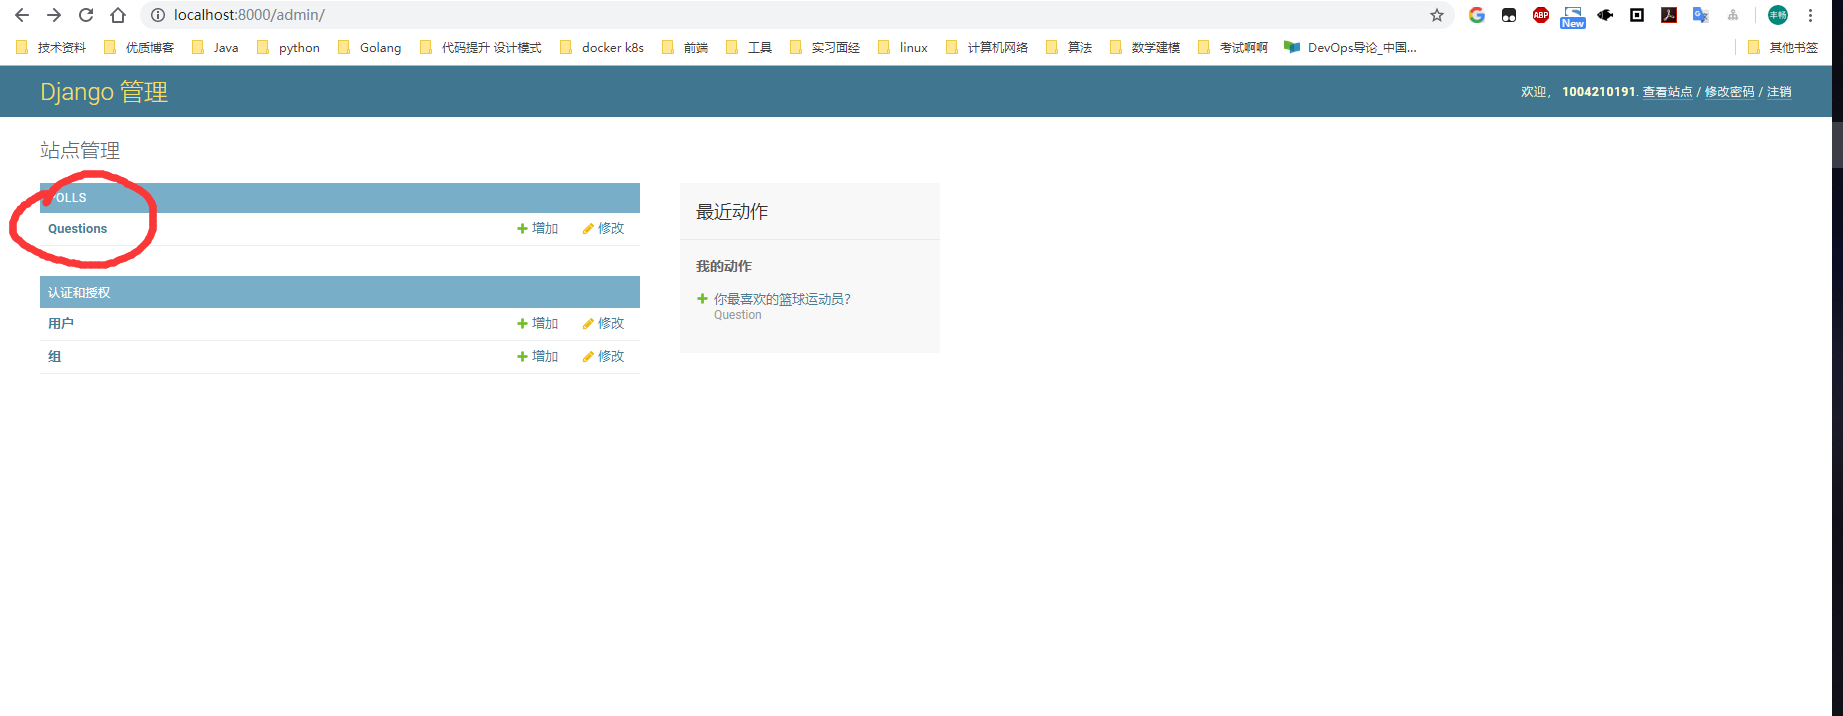 localhost:8000/admin/
New
ABP
丰畅
技术资料 优质博客 Java python Golang 代码提升 设计模式 docker k8s 前端 工具 实习面经 linux 计算机网络 算法 数学建模 考试啊啊 DevOps导论_中国... 其他书签
Django 管理
欢迎， 1004210191. 查看站点 / 修改密码 / 注销
站点管理
OLLS
Questions 增加 修改
认证和授权
用户 增加 修改
组 增加 修改
最近动作
我的动作
你最喜欢的篮球运动员?
Question